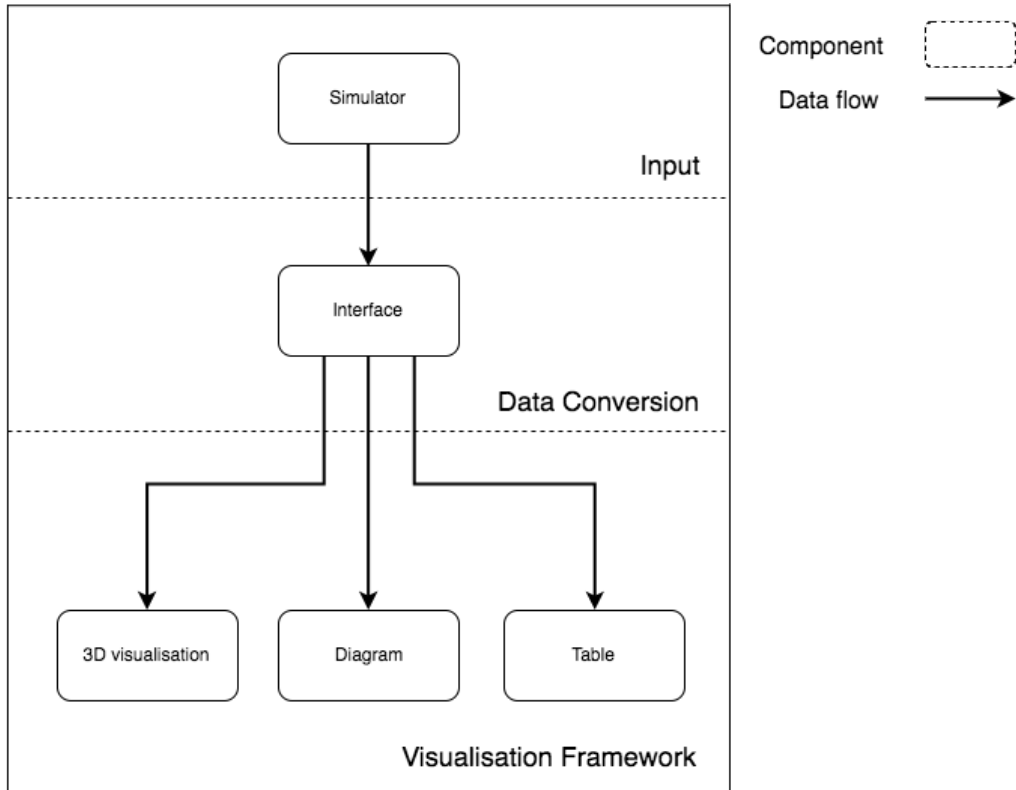 Simulator
Component
Data flow
Input
Interface
Data Conversion
3D visualisation
Diagram
Table
Visualisation Framework